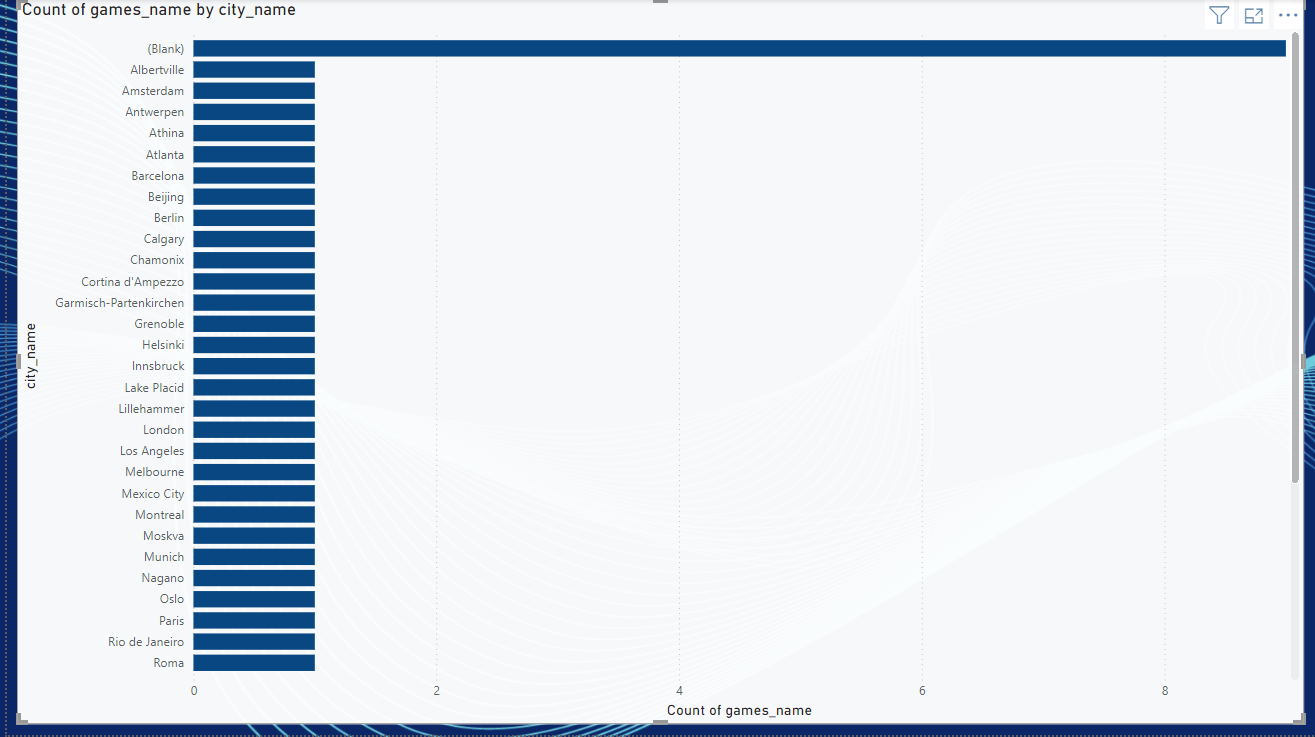 Count of games_name by city_name
(Blank)
Albertville
Amsterdam
Antwerpen
Athina
Atlanta
Barcelona
Beijing
Berlin
Calgary
Chamonix
Cortina d'Ampezzo
Garmisch-Partenkirchen
Grenoble
Helsinki
Innsbruck
Lake Placid
Lillehammer
London
Los Angeles
Melbourne
Mexico City
Montreal
Moskva
Munich
Nagano
Oslo
Paris
Rio de Janeiro
Roma
city_name
0 2 4 6 8
Count of games_name